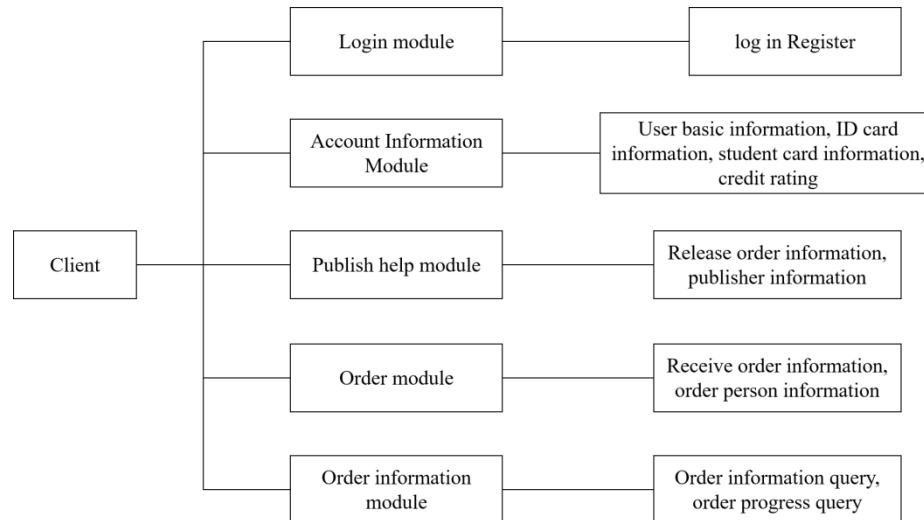 Login module
log in Register
Account Information
Module
User basic information, ID card
information, student card information,
credit rating
Client
Publish help module
Release order information,
publisher information
Order module
Receive order information,
order person information
Order information
module
Order information query,
order progress query